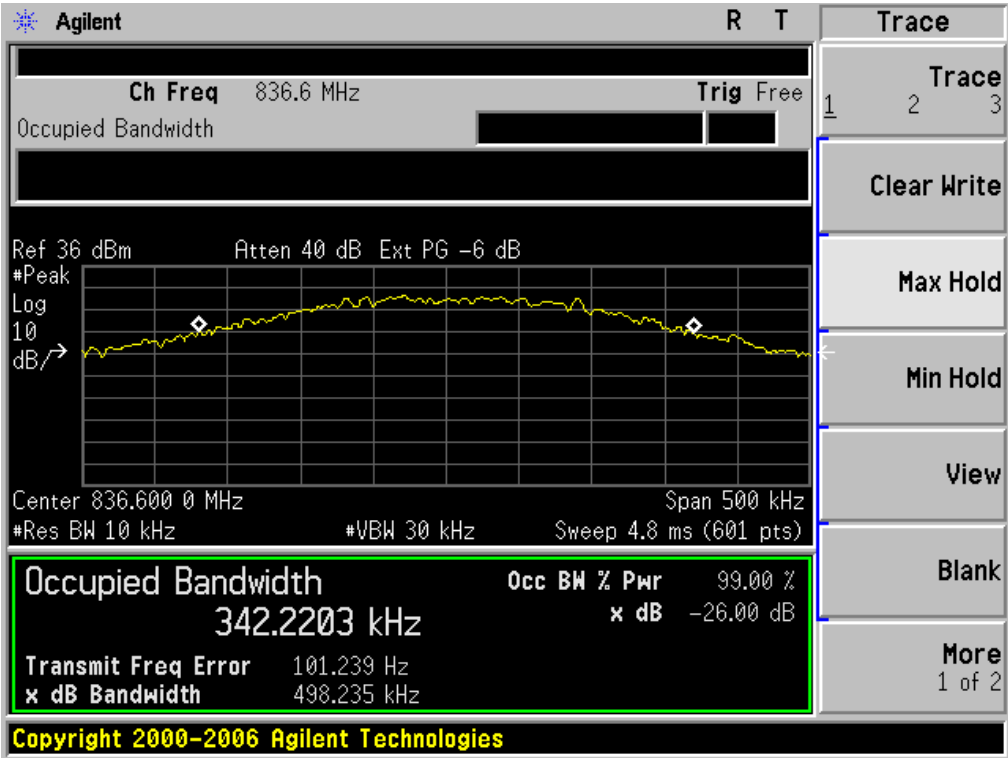 Agilent R T Trace
Ch Freq 836.6 MHz Trig Free
Occupied Bandwidth
Trace
1 2 3
Clear Write
Ref 36 dBm Atten 40 dB Ext PG -6 dB
#Peak
Log
10
dB/
Max Hold
Min Hold
View
Center 836.600 0 MHz Span 500 kHz
#Res BW 10 kHz #VBW 30 kHz Sweep 4.8 ms (601 pts)
Occupied Bandwidth
342.2203 kHz
Occ BW % Pwr 99.00 %
x dB -26.00 dB
Transmit Freq Error 101.239 Hz
x dB Bandwidth 498.235 kHz
Blank
More
1 of 2
Copyright 2000-2006 Agilent Technologies